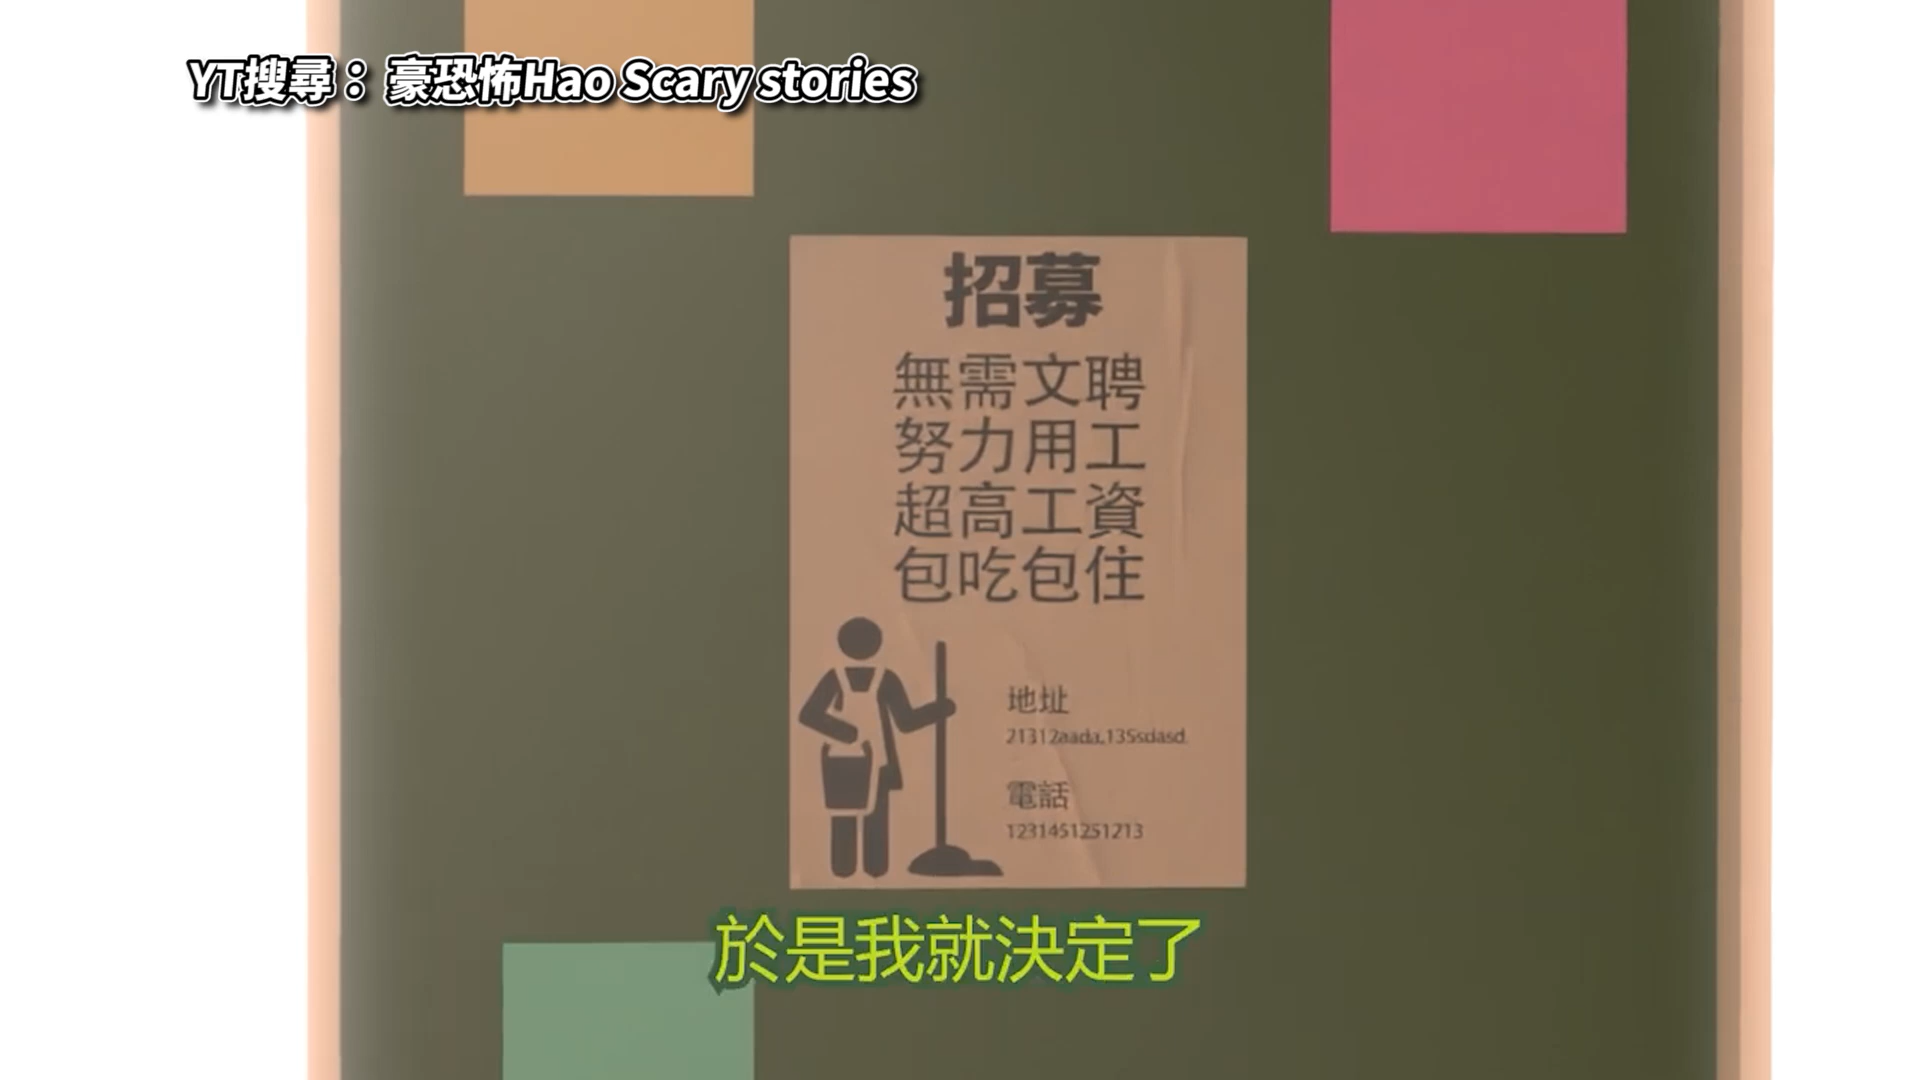 YT搜尋：豪恐怖Hao Scary stories
招募
無需文聘
努力用工
超高工資
包吃包住
地址
21312aada,135sdasd
電話
1231451251213
於是我就決定了